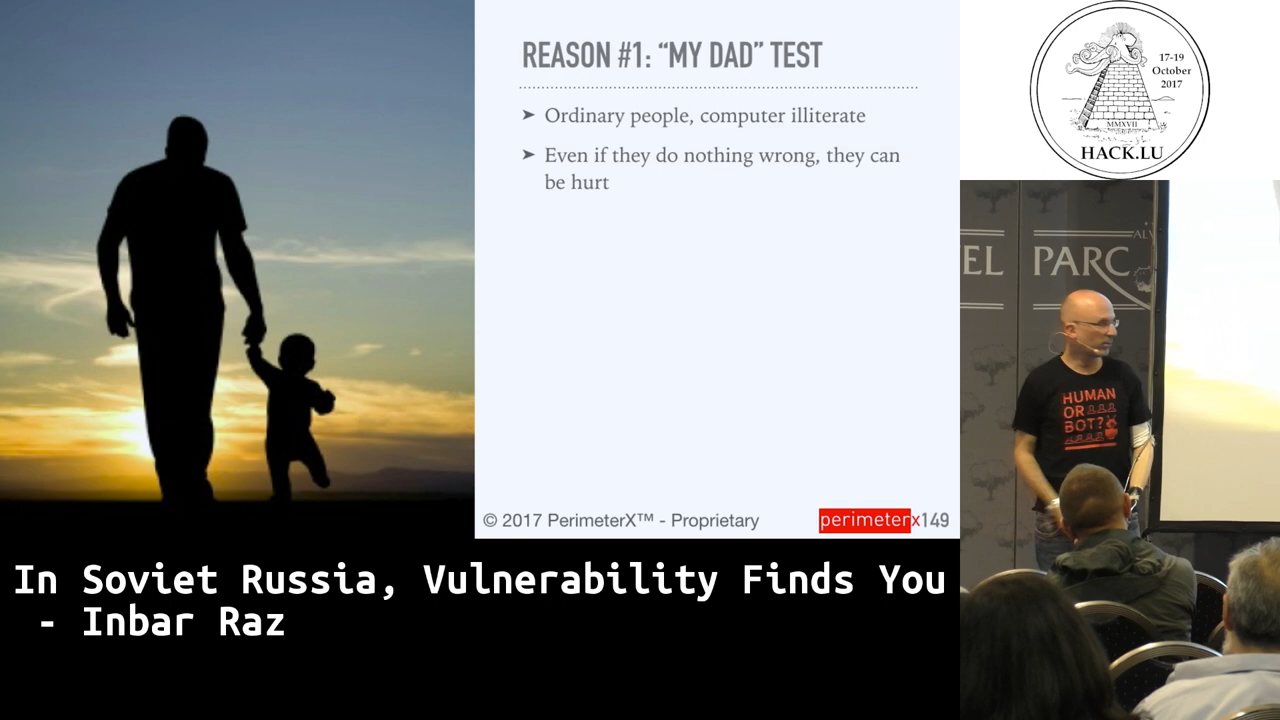 REASON #1: “MY DAD” TEST
➤ Ordinary people, computer illiterate
➤ Even if they do nothing wrong, they can
be hurt
© 2017 PerimeterX™ - Proprietary
perimeterx149
In Soviet Russia, Vulnerability Finds You
- Inbar Raz
17-19
October
2017
MMXVII
HACK.LU
EL PARC
HUMAN
OR
BOT?